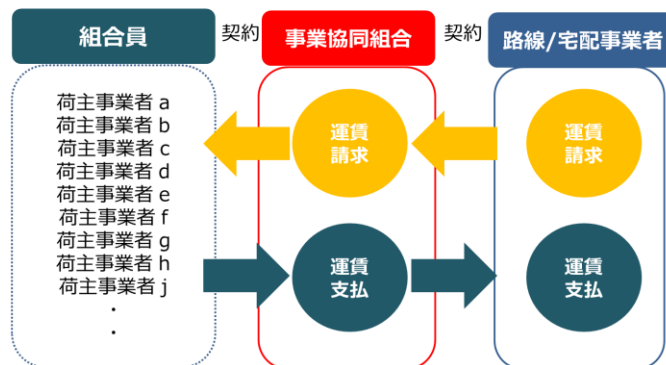 組合員
契約
事業協同組合
契約
路線/宅配事業者
荷主事業者 a
荷主事業者 b
荷主事業者 c
荷主事業者 d
荷主事業者 e
荷主事業者 f
荷主事業者 g
荷主事業者 h
荷主事業者 j
・
・
運賃
請求
運賃
請求
運賃
支払
運賃
支払